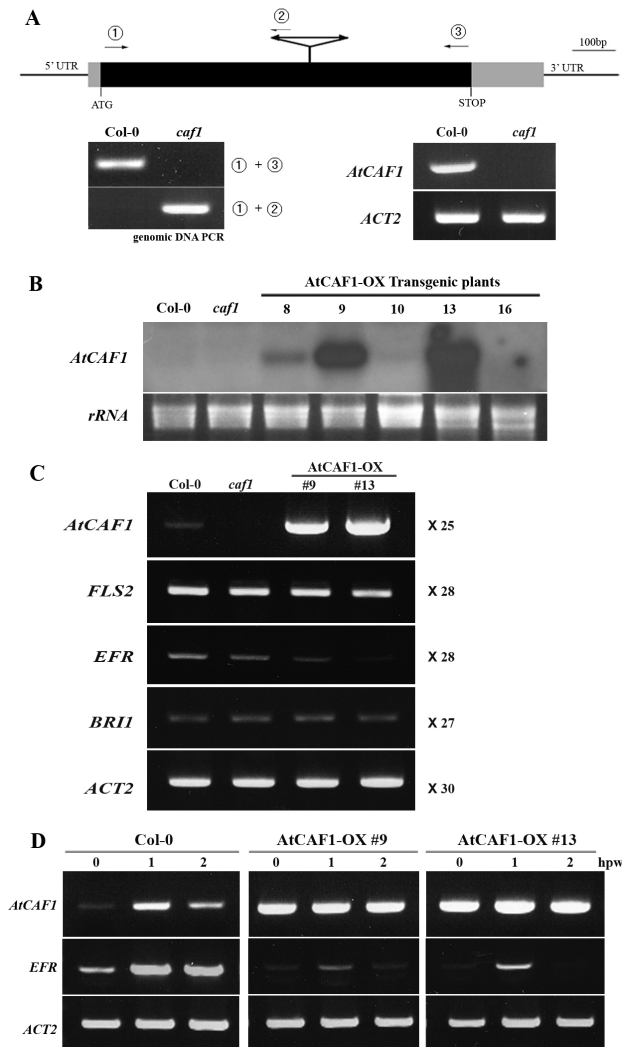 A
① ② ③
100bp
5' UTR 3' UTR
ATG STOP
Col-0 caf1
① + ③
① + ②
genomic DNA PCR
Col-0 caf1
AtCAF1
ACT2
B
AtCAF1-OX Transgenic plants
Col-0 caf1 8 9 10 13 16
AtCAF1
rRNA
C
AtCAF1-OX
Col-0 caf1 #9 #13
AtCAF1 X 25
FLS2 X 28
EFR X 28
BRI1 X 27
ACT2 X 30
D
Col-0 AtCAF1-OX #9 AtCAF1-OX #13
0 1 2 0 1 2 0 1 2 hpw
AtCAF1
EFR
ACT2